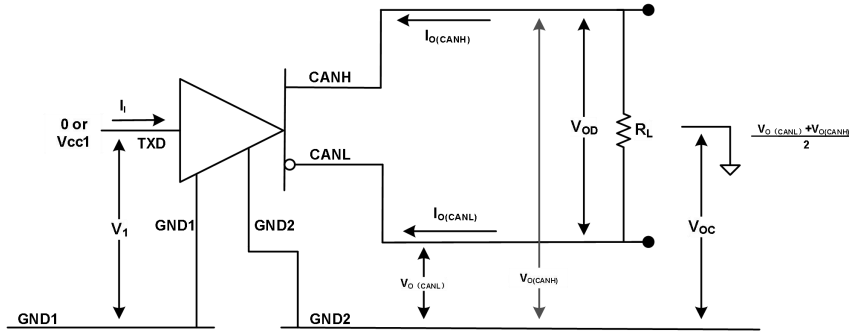 I_O(CANH)
CANH
I_I
0 or
Vcc1
TXD
V_OD
R_L
V_O（CANL）+V_O(CANH)
2
CANL
GND1
GND2
I_O(CANL)
V_1
V_OC
V_O（CANL）
V_O(CANH)
GND1
GND2